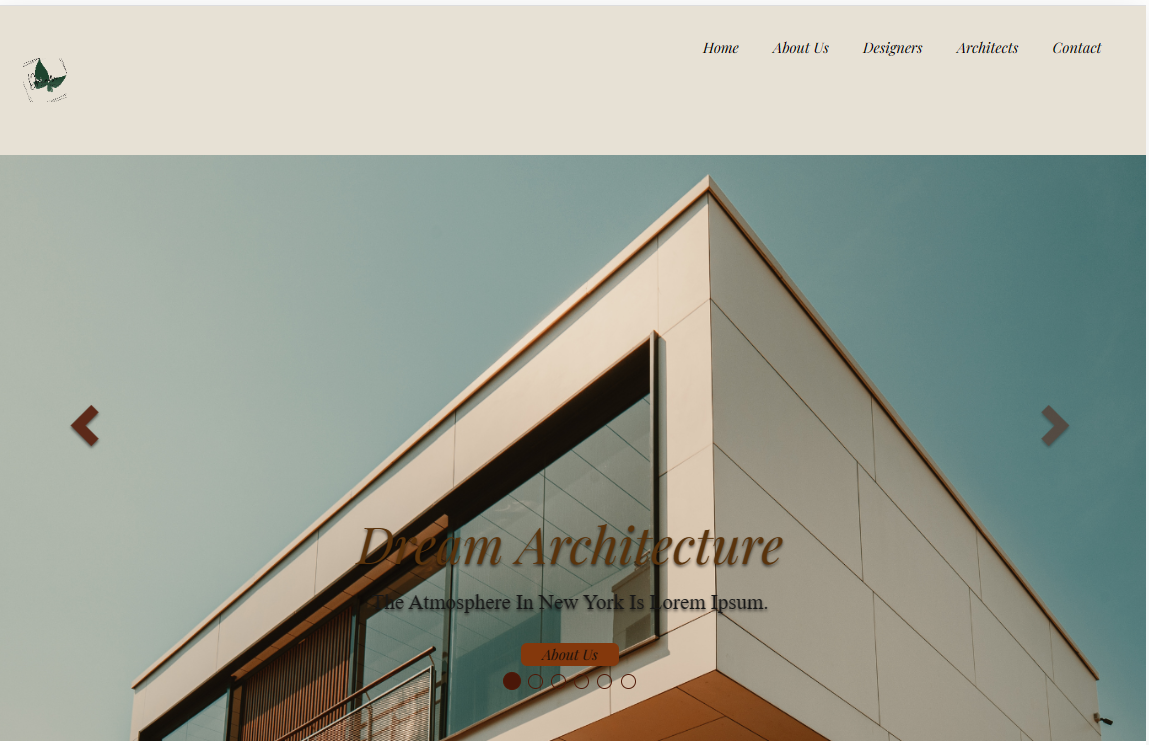 Home About Us Designers Architects Contact
Dream Architecture
The Atmosphere In New York Is Lorem Ipsum.
About Us